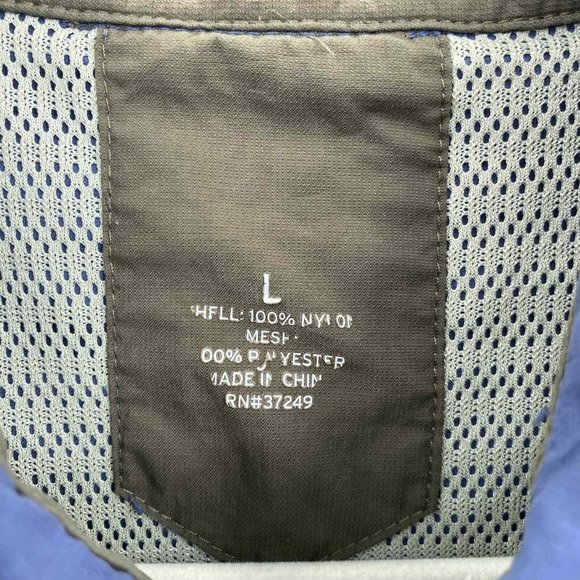 L
SHELL: 100% NYLON
MESH:
100% POLYESTER
MADE IN CHINA
RN#37249